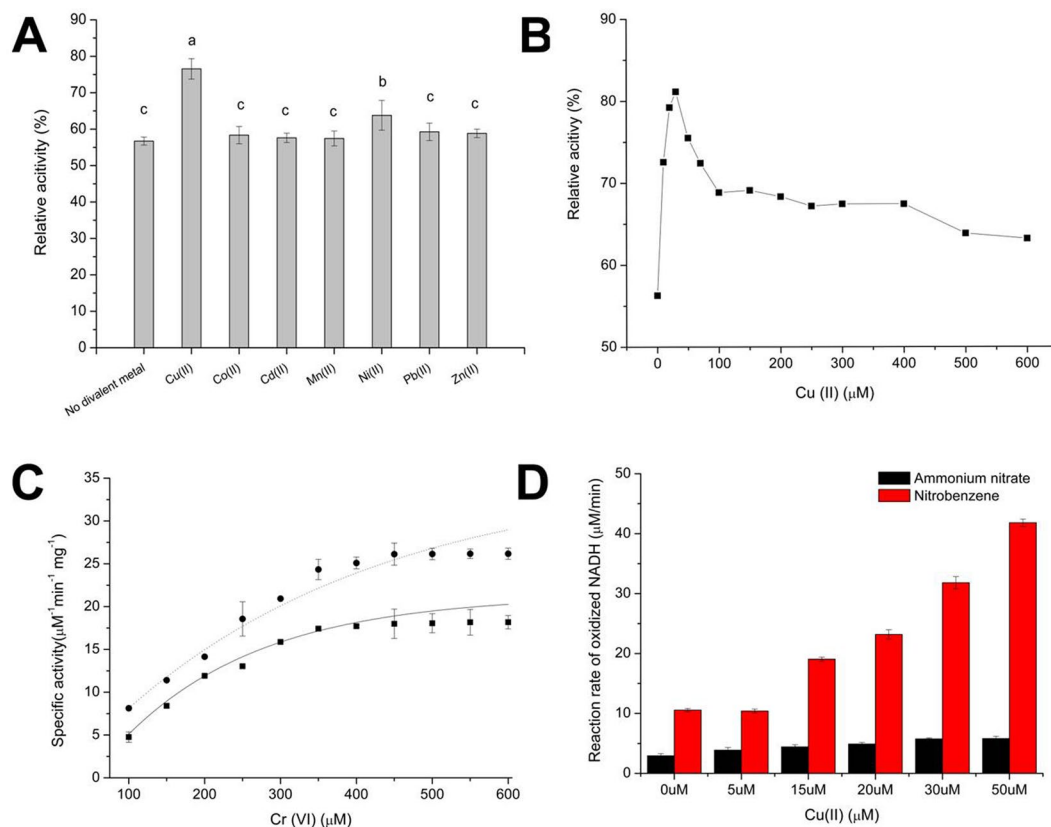 A
Relative acitivity (%)
90
80
70
60
50
40
30
20
10
0
a
b
c
c
c
c
c
c
No divalent metal
Cu(II)
Co(II)
Cd(II)
Mn(II)
Ni(II)
Pb(II)
Zn(II)
B
Relative acitivy (%)
90
80
70
60
50
0
100
200
300
400
500
600
Cu (II) (μM)
C
Specific activity(μM⁻¹min⁻¹ mg⁻¹)
35
30
25
20
15
10
5
0
100
200
300
400
500
600
Cr (VI) (μM)
D
Ammonium nitrate
Nitrobenzene
Reaction rate of oxidized NADH (μM/min)
50
40
30
20
10
0
0uM
5uM
15uM
20uM
30uM
50uM
Cu(II) (μM)